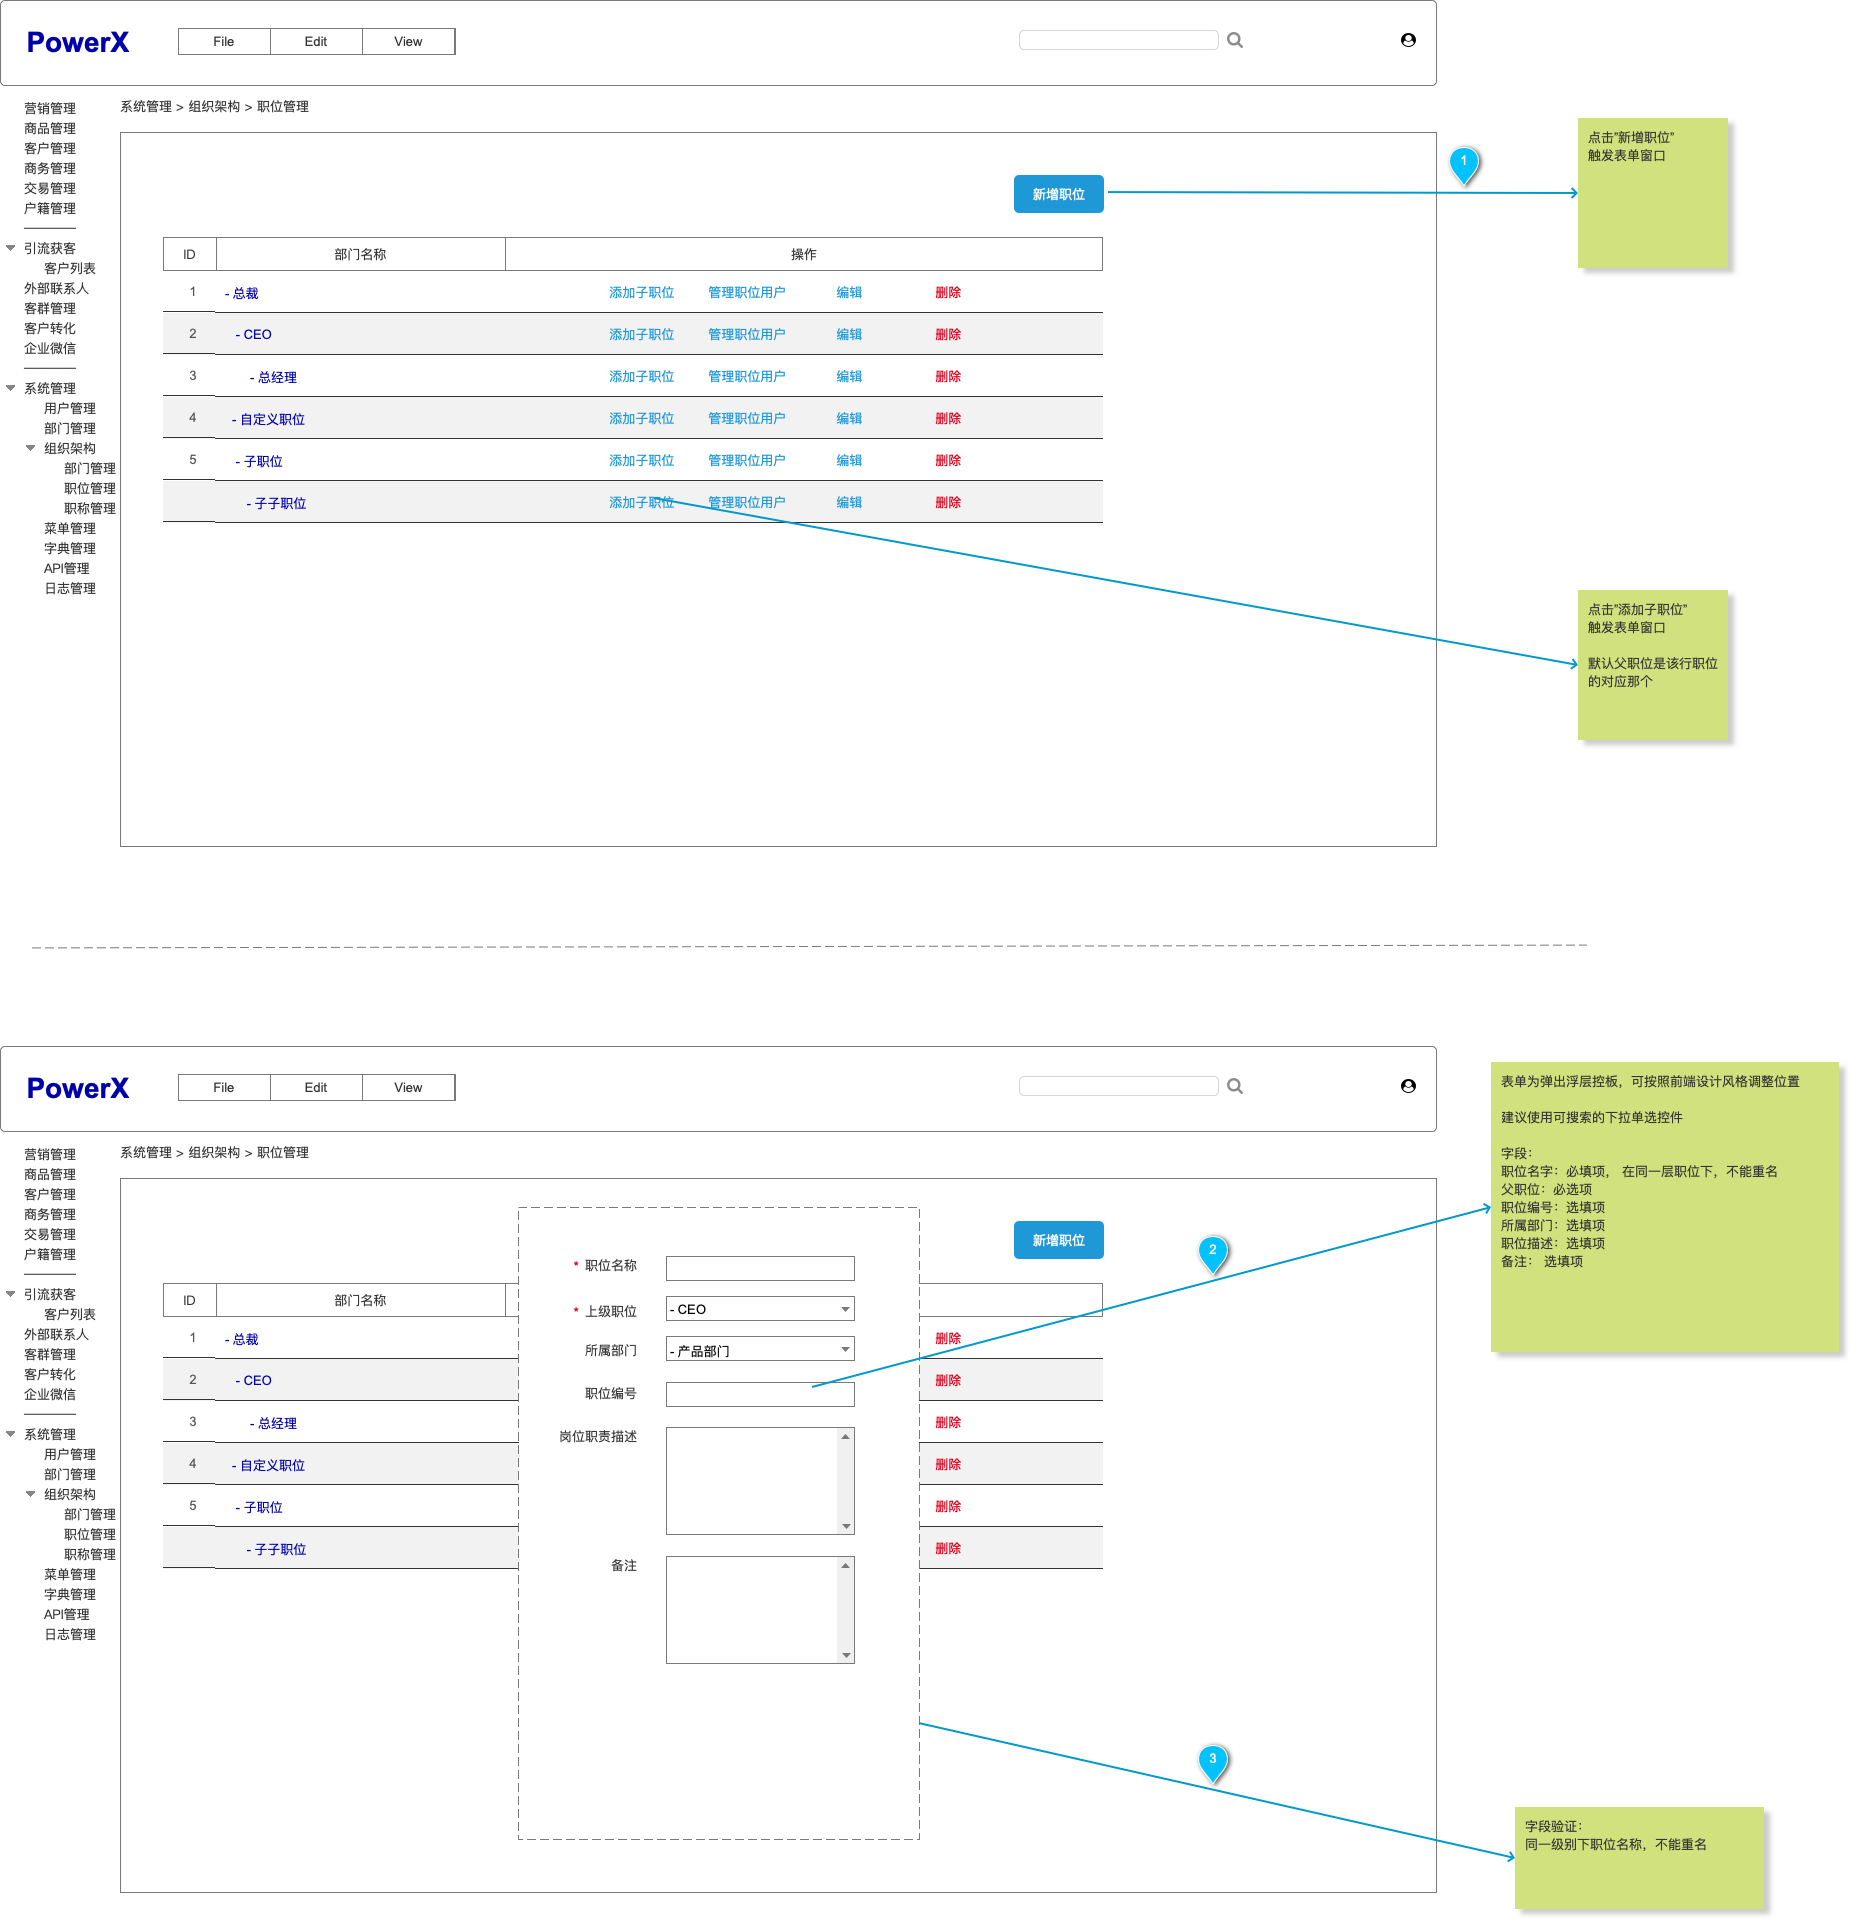 PowerX
File Edit View
系统管理 > 组织架构 > 职位管理
营销管理
商品管理
客户管理
商务管理
交易管理
户籍管理
引流获客
客户列表
外部联系人
客群管理
客户转化
企业微信
系统管理
用户管理
部门管理
组织架构
部门管理
职位管理
职称管理
菜单管理
字典管理
API管理
日志管理
新增职位
ID 部门名称 操作
1 - 总裁 添加子职位 管理职位用户 编辑 删除
2 - CEO 添加子职位 管理职位用户 编辑 删除
3 - 总经理 添加子职位 管理职位用户 编辑 删除
4 - 自定义职位 添加子职位 管理职位用户 编辑 删除
5 - 子职位 添加子职位 管理职位用户 编辑 删除
- 子子职位 添加子职位 管理职位用户 编辑 删除
1
点击”新增职位”
触发表单窗口
点击”添加子职位”
触发表单窗口
默认父职位是该行职位
的对应那个
PowerX
File Edit View
系统管理 > 组织架构 > 职位管理
营销管理
商品管理
客户管理
商务管理
交易管理
户籍管理
引流获客
客户列表
外部联系人
客群管理
客户转化
企业微信
系统管理
用户管理
部门管理
组织架构
部门管理
职位管理
职称管理
菜单管理
字典管理
API管理
日志管理
新增职位
ID 部门名称
1 - 总裁 删除
2 - CEO 删除
3 - 总经理 删除
4 - 自定义职位 删除
5 - 子职位 删除
- 子子职位 删除
* 职位名称
* 上级职位 - CEO
所属部门 - 产品部门
职位编号
岗位职责描述
备注
2
表单为弹出浮层控板，可按照前端设计风格调整位置
建议使用可搜索的下拉单选控件
字段：
职位名字：必填项， 在同一层职位下，不能重名
父职位：必选项
职位编号：选填项
所属部门：选填项
职位描述：选填项
备注： 选填项
3
字段验证：
同一级别下职位名称，不能重名